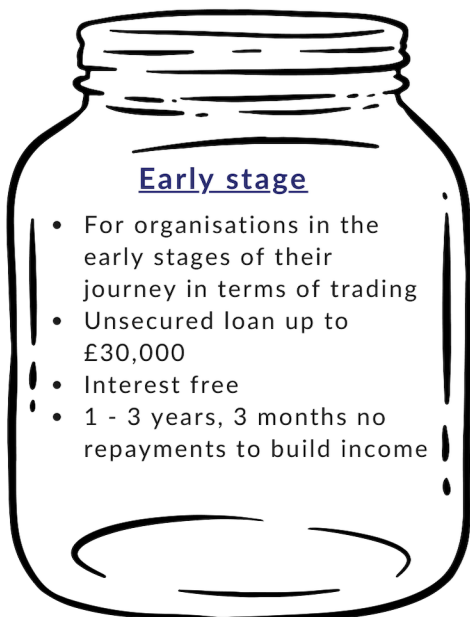 Early stage
• For organisations in the
early stages of their
journey in terms of trading
• Unsecured loan up to
£30,000
• Interest free
• 1 - 3 years, 3 months no
repayments to build income